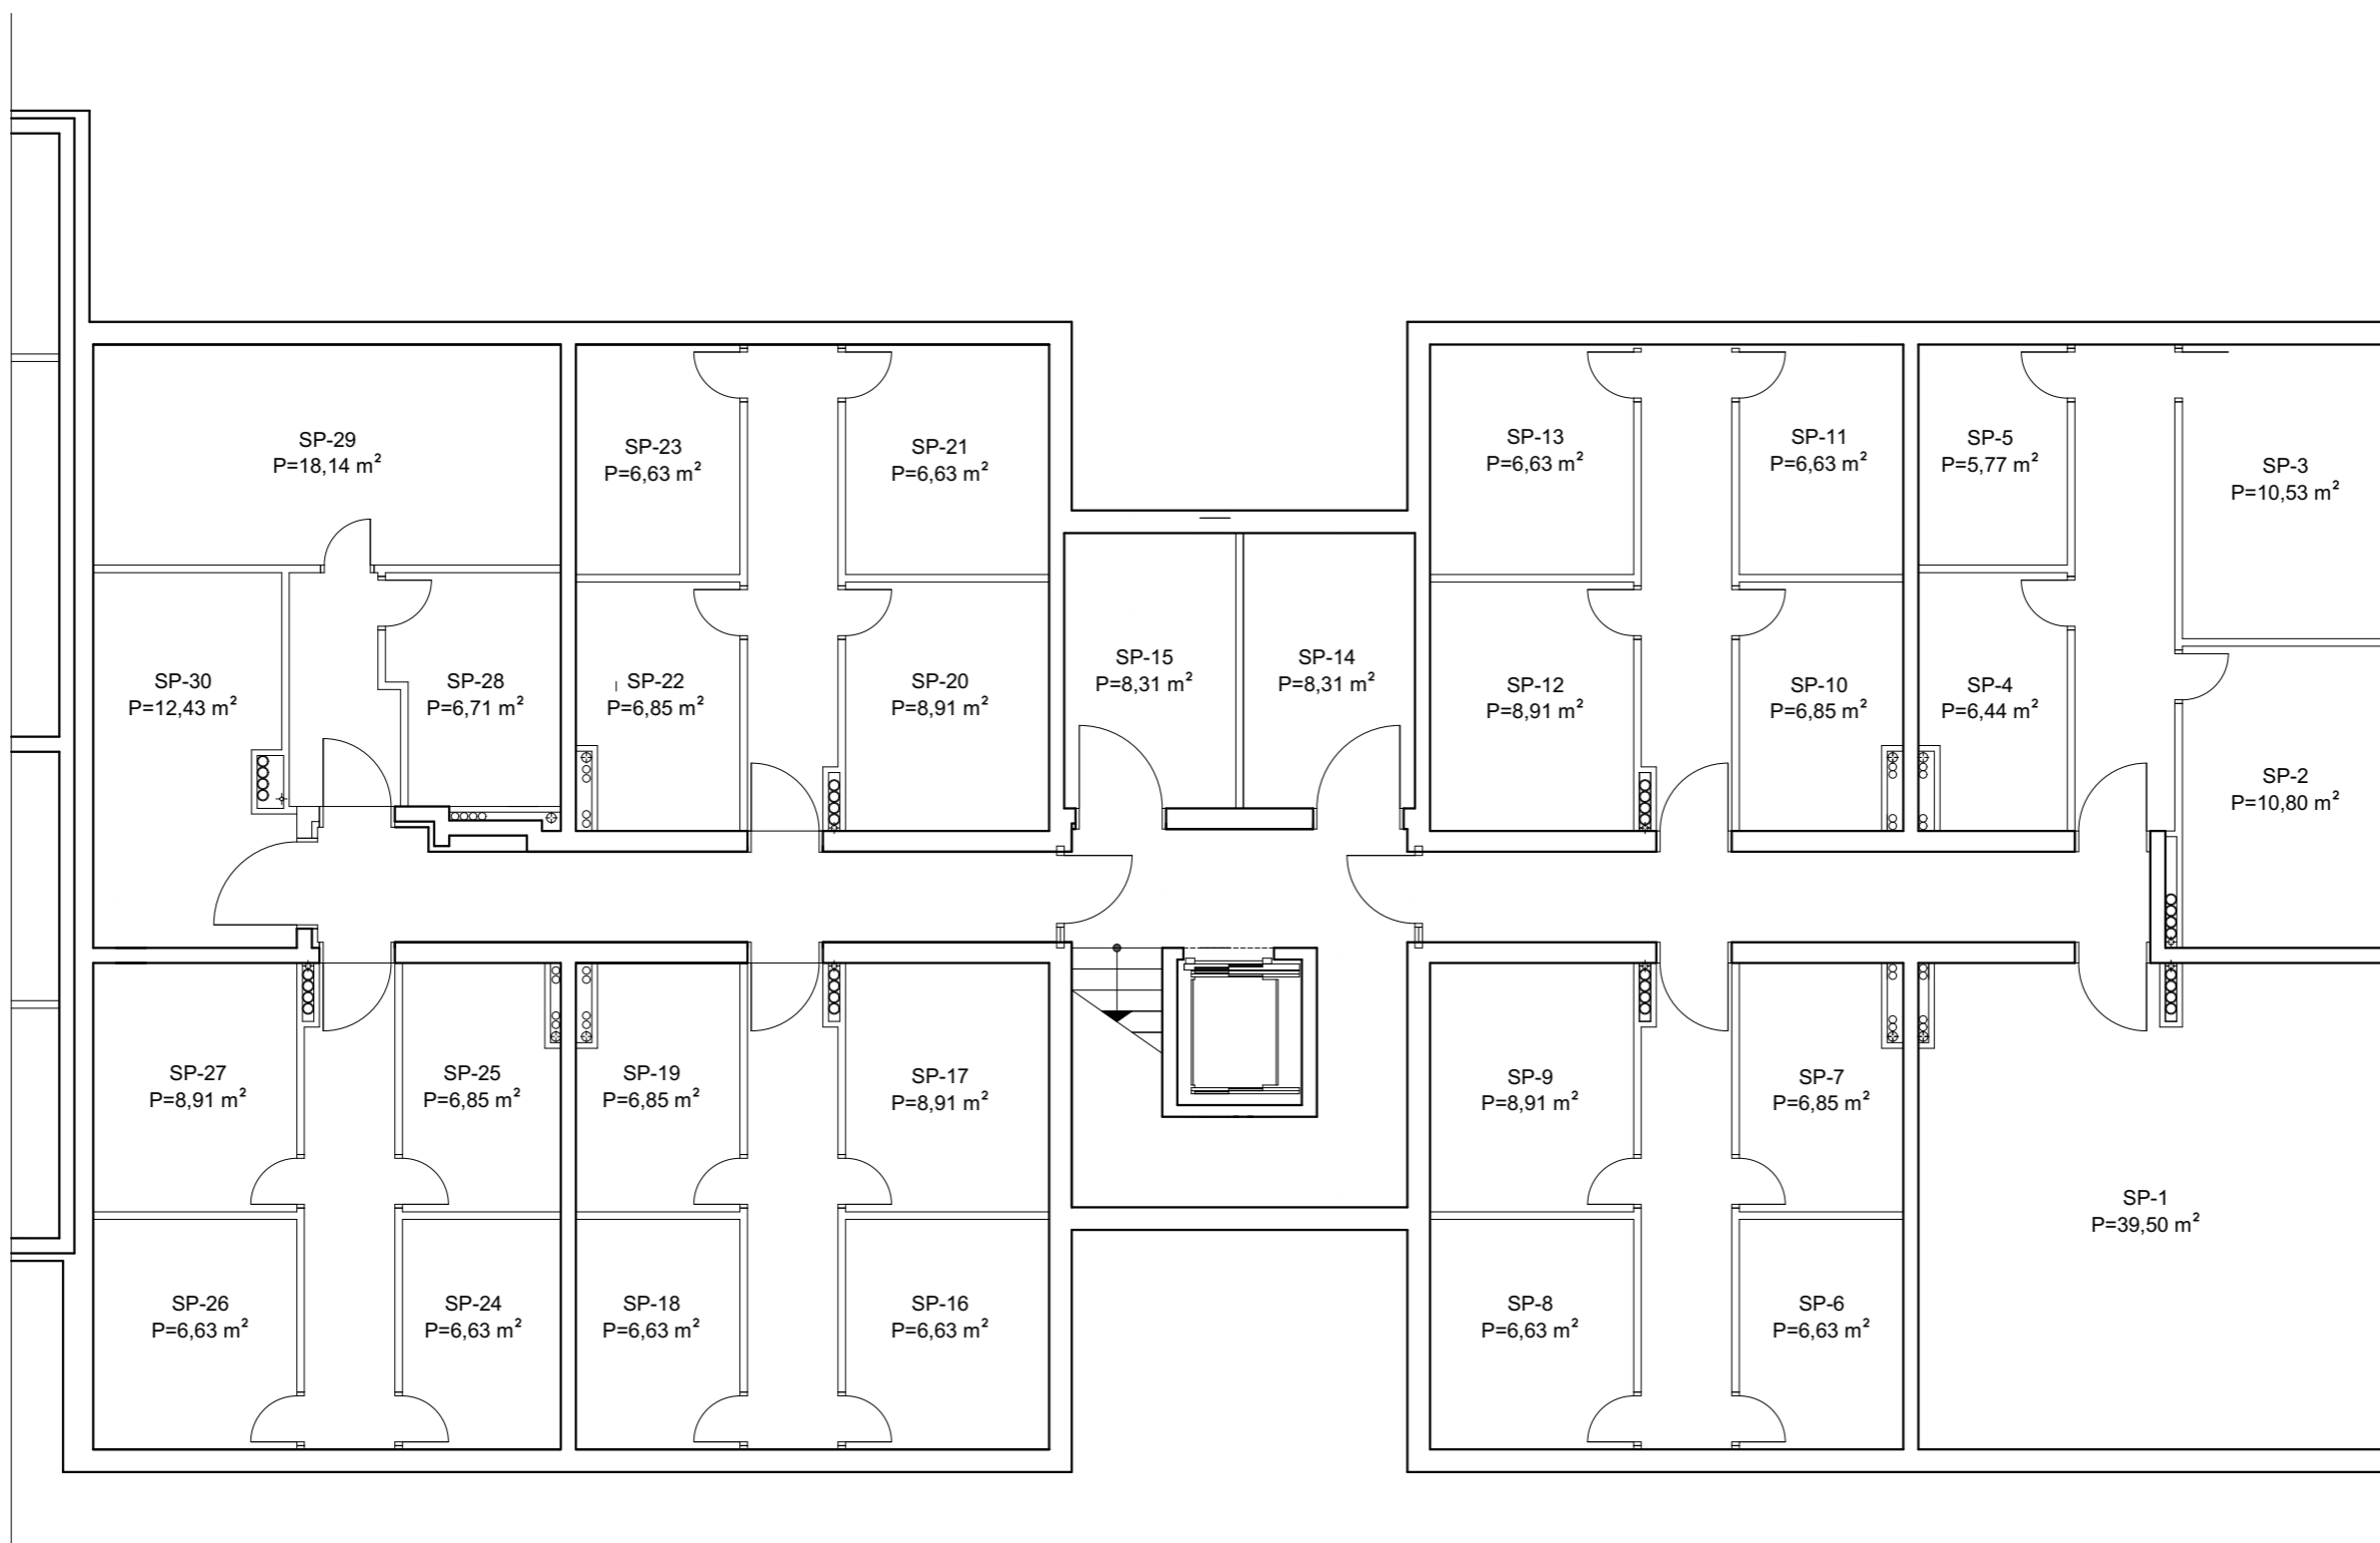 SP-29
P=18,14 m²
SP-23
P=6,63 m²
SP-21
P=6,63 m²
SP-13
P=6,63 m²
SP-11
P=6,63 m²
SP-5
P=5,77 m²
SP-3
P=10,53 m²
SP-30
P=12,43 m²
SP-28
P=6,71 m²
SP-22
P=6,85 m²
SP-20
P=8,91 m²
SP-15
P=8,31 m²
SP-14
P=8,31 m²
SP-12
P=8,91 m²
SP-10
P=6,85 m²
SP-4
P=6,44 m²
SP-2
P=10,80 m²
SP-27
P=8,91 m²
SP-25
P=6,85 m²
SP-19
P=6,85 m²
SP-17
P=8,91 m²
SP-9
P=8,91 m²
SP-7
P=6,85 m²
SP-1
P=39,50 m²
SP-26
P=6,63 m²
SP-24
P=6,63 m²
SP-18
P=6,63 m²
SP-16
P=6,63 m²
SP-8
P=6,63 m²
SP-6
P=6,63 m²